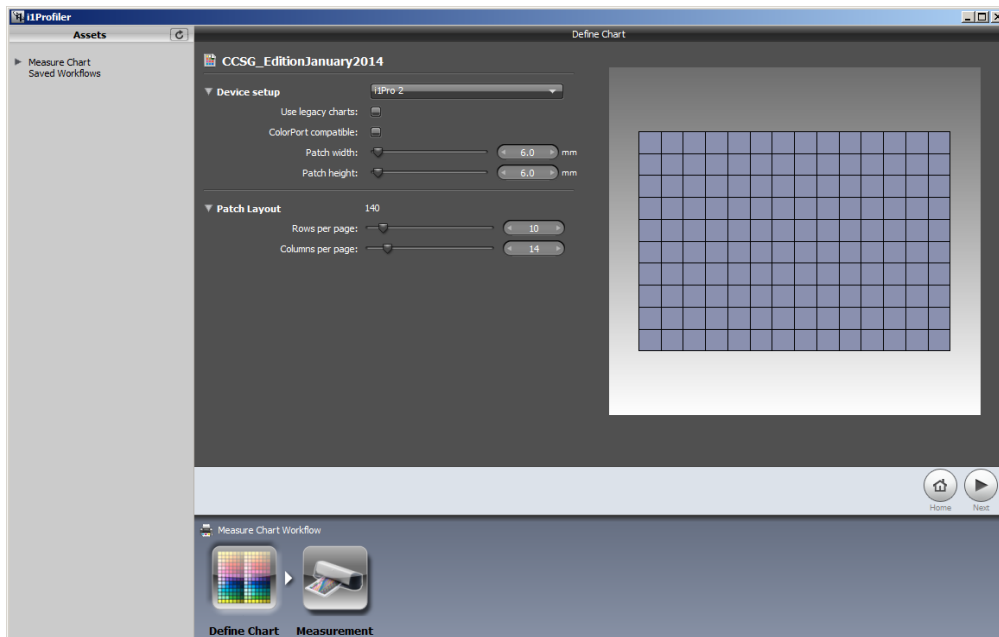 i1Profiler
Assets
Define Chart
Measure Chart
Saved Workflows
CCSG_EditionJanuary2014
Device setup
i1Pro 2
Use legacy charts:
ColorPort compatible:
Patch width:
6.0
mm
Patch height:
6.0
mm
Patch Layout
140
Rows per page:
10
Columns per page:
14
Home
Next
Measure Chart Workflow
Define Chart
Measurement